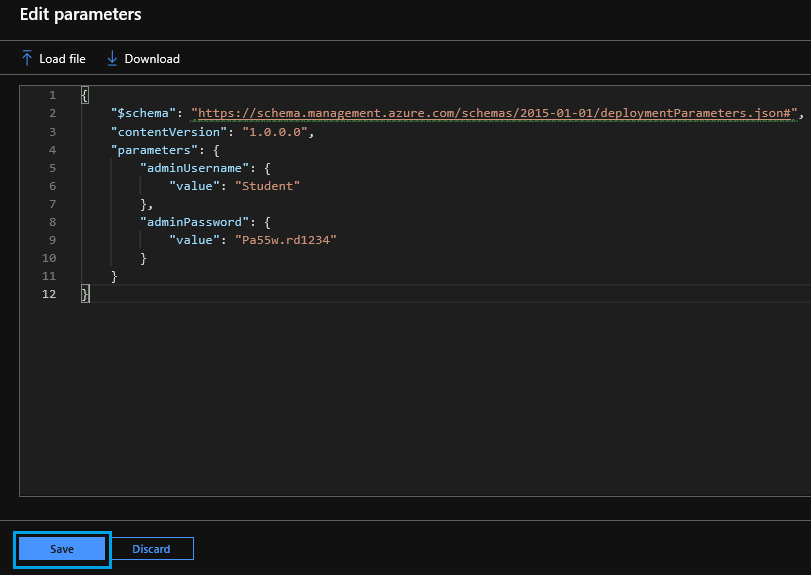 Edit parameters
Load file Download
1 {
2 "$schema": "https://schema.management.azure.com/schemas/2015-01-01/deploymentParameters.json#",
3 "contentVersion": "1.0.0.0",
4 "parameters": {
5 "adminUsername": {
6 "value": "Student"
7 },
8 "adminPassword": {
9 "value": "Pa55w.rd1234"
10 }
11 }
12 }
Save Discard